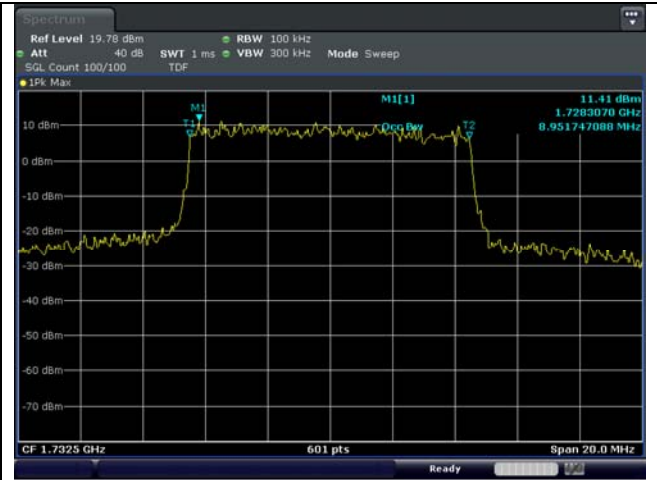 Spectrum
Ref Level 19.78 dBm RBW 100 kHz
Att 40 dB SWT 1 ms VBW 300 kHz Mode Sweep
SGL Count 100/100 TDF
1Pk Max
M1[1] 11.41 dBm
1.7283070 GHz
Occ Bw 8.951747088 MHz
M1
T1
T2
10 dBm
0 dBm
-10 dBm
-20 dBm
-30 dBm
-40 dBm
-50 dBm
-60 dBm
-70 dBm
CF 1.7325 GHz 601 pts Span 20.0 MHz
Ready